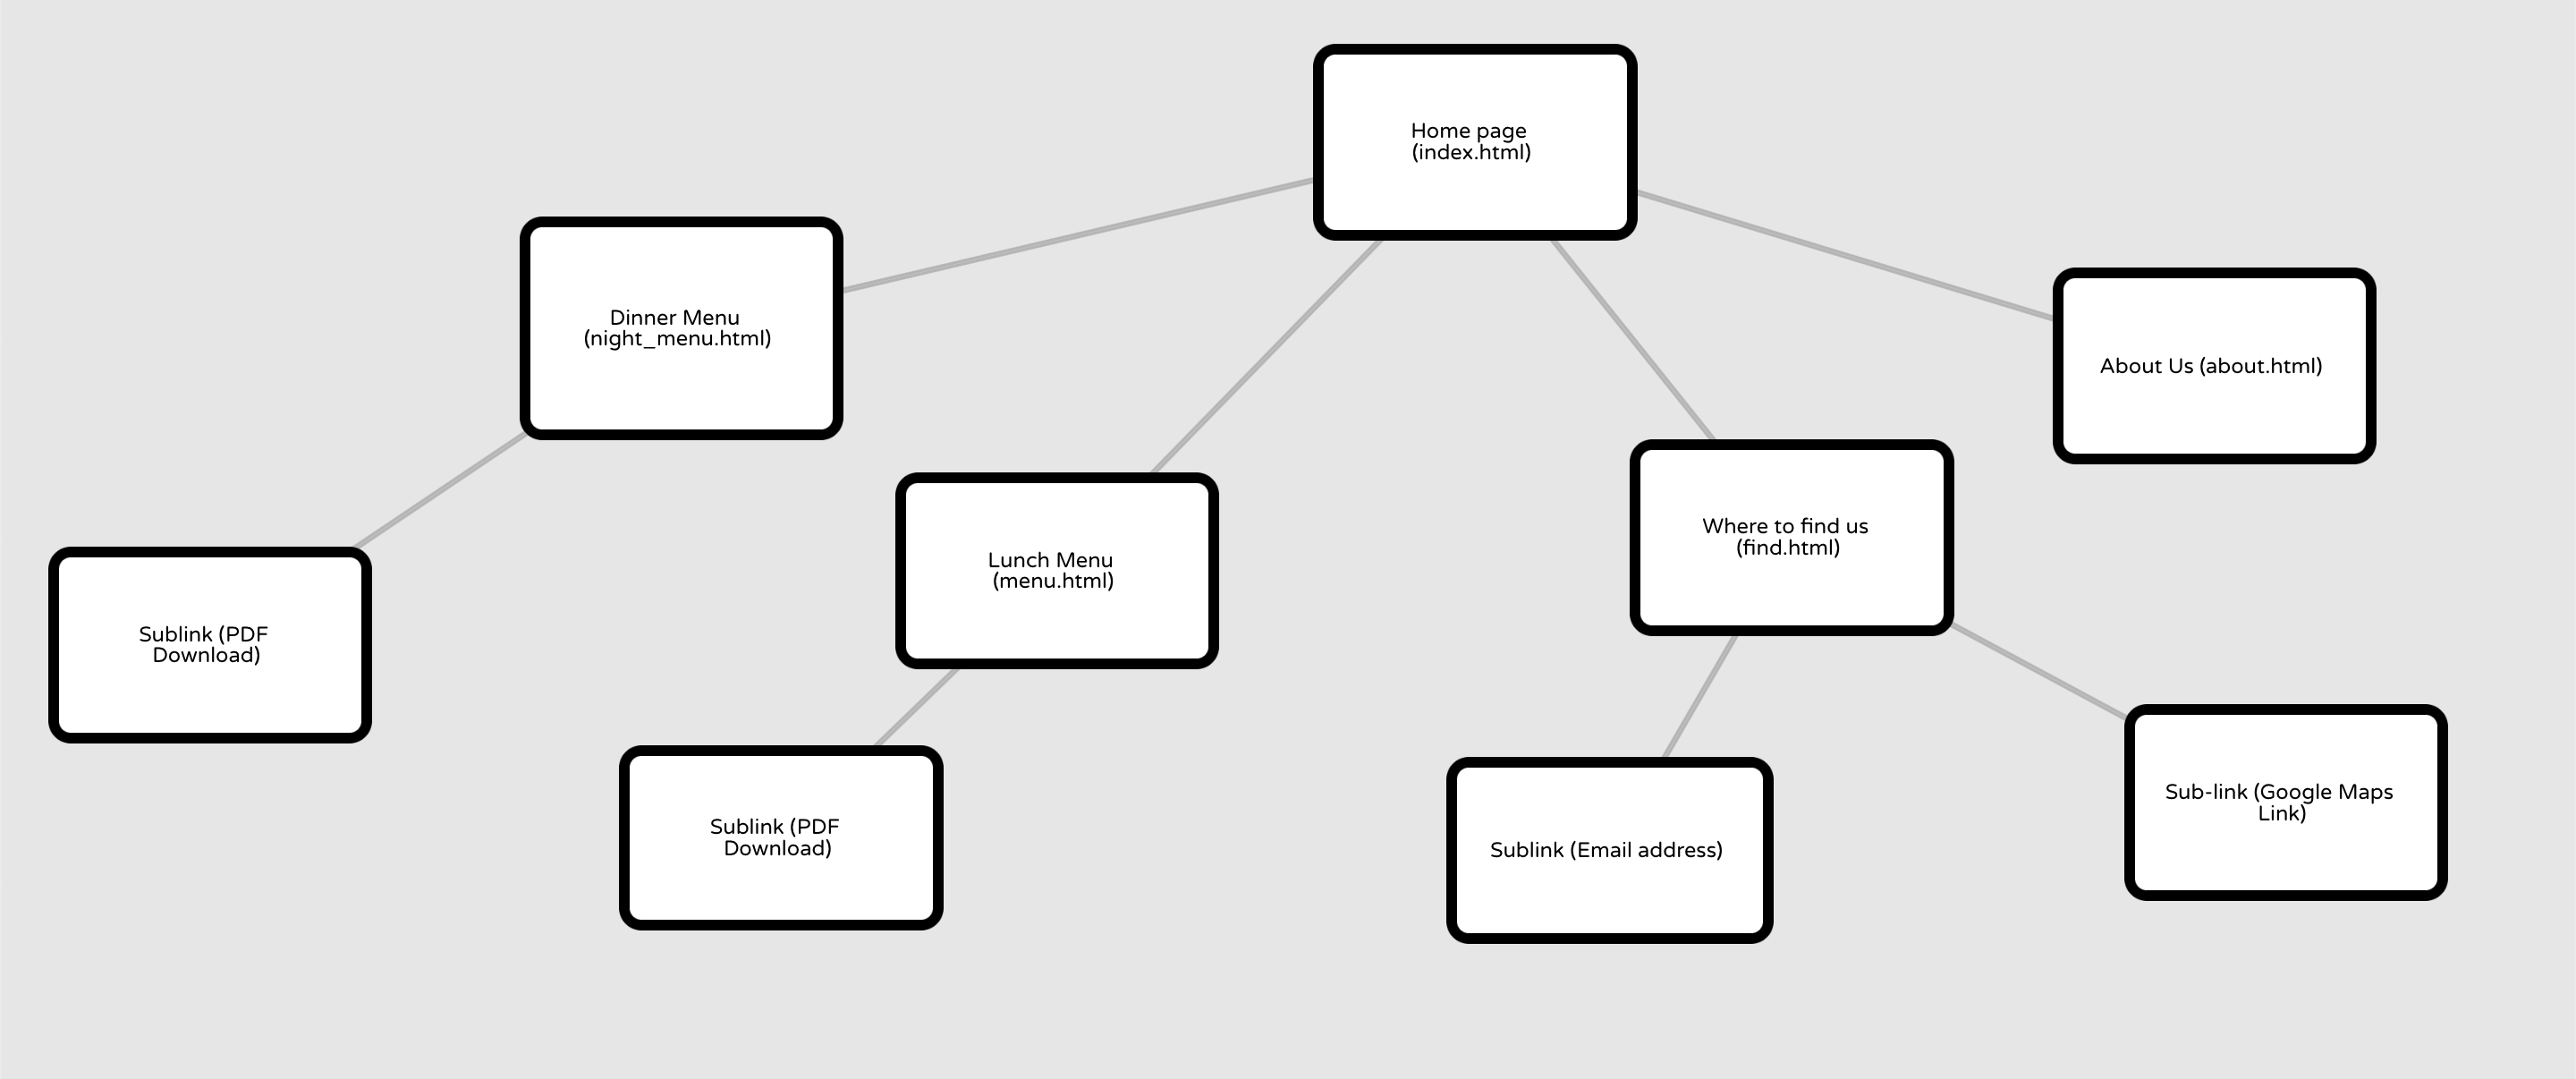 Home page
(index.html)
Dinner Menu
(night_menu.html)
About Us (about.html)
Where to find us
(find.html)
Lunch Menu
(menu.html)
Sublink (PDF
Download)
Sublink (PDF
Download)
Sublink (Email address)
Sub-link (Google Maps
Link)